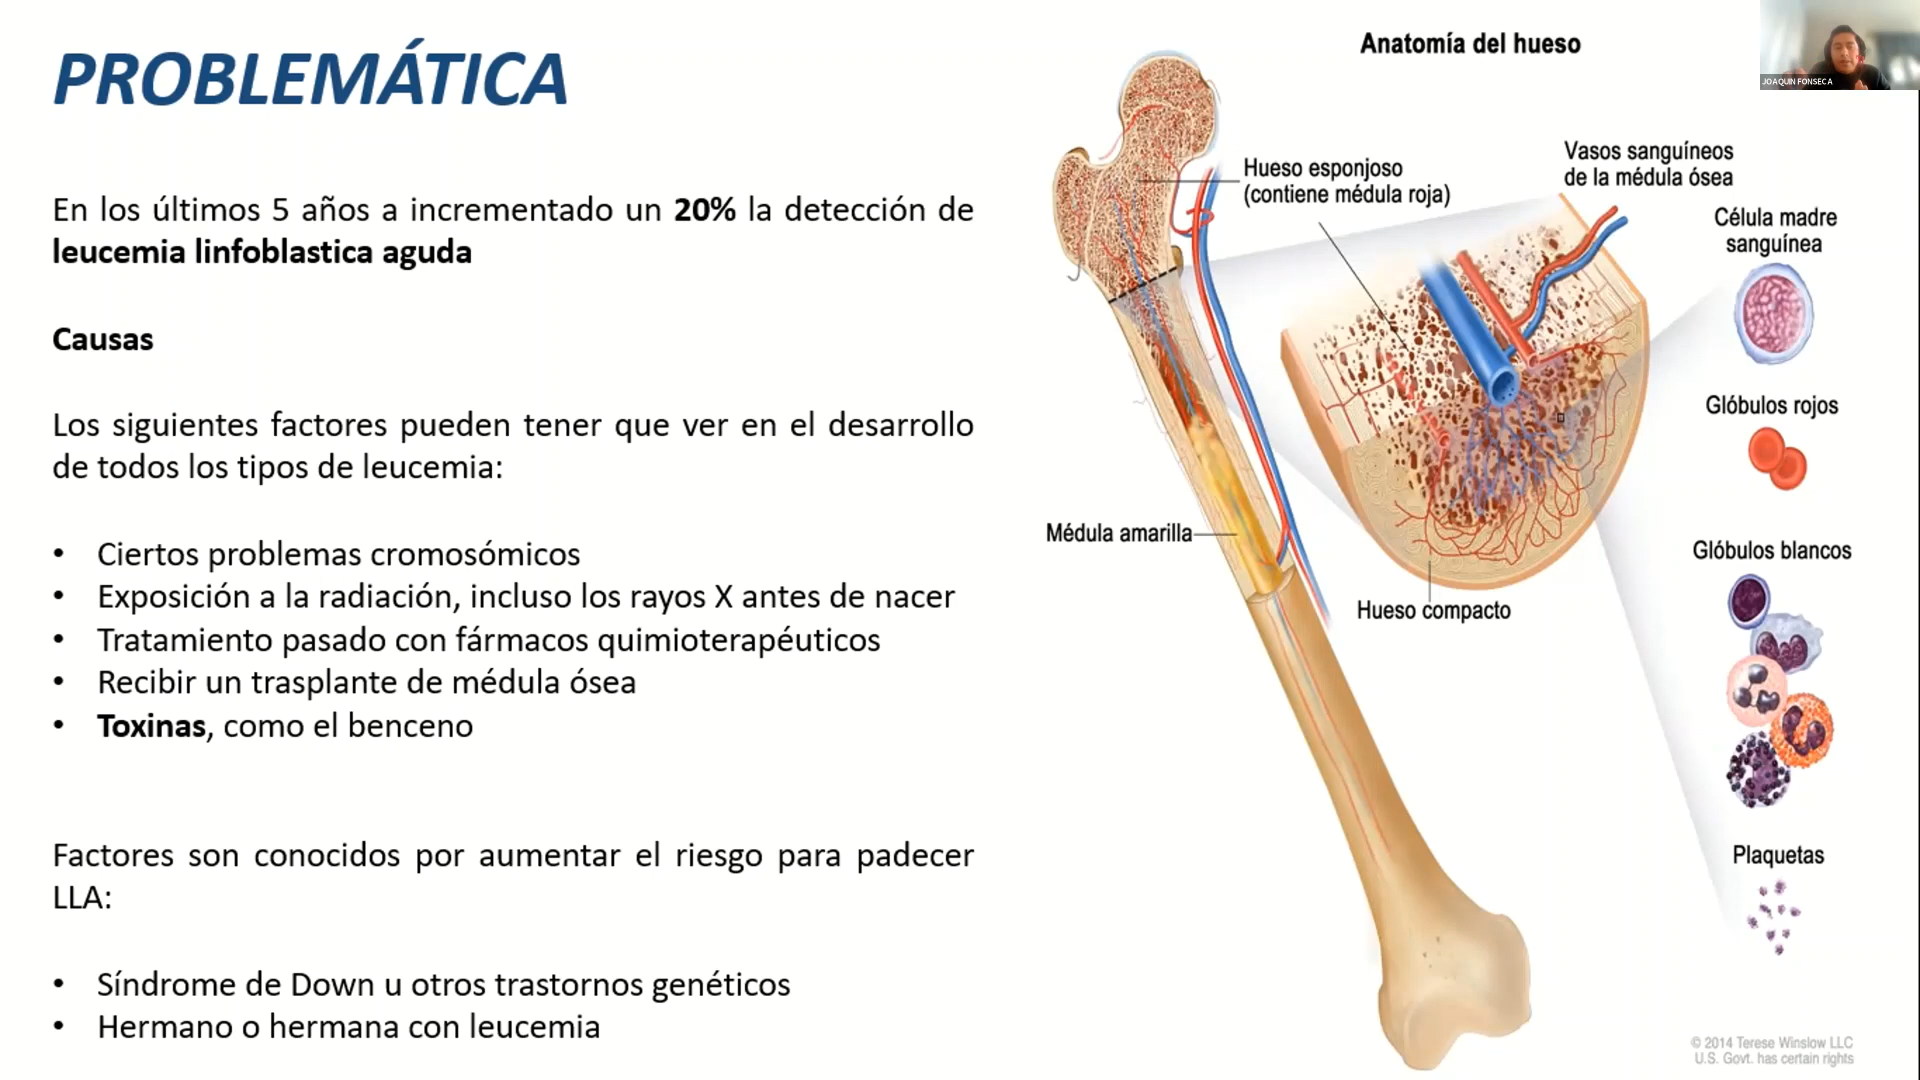 PROBLEMÁTICA
En los últimos 5 años a incrementado un 20% la detección de
leucemia linfoblastica aguda
Causas
Los siguientes factores pueden tener que ver en el desarrollo
de todos los tipos de leucemia:
• Ciertos problemas cromosómicos
• Exposición a la radiación, incluso los rayos X antes de nacer
• Tratamiento pasado con fármacos quimioterapéuticos
• Recibir un trasplante de médula ósea
• Toxinas, como el benceno
Factores son conocidos por aumentar el riesgo para padecer
LLA:
• Síndrome de Down u otros trastornos genéticos
• Hermano o hermana con leucemia
Anatomía del hueso
JOAQUIN FONSECA
Hueso esponjoso
(contiene médula roja)
Vasos sanguíneos
de la médula ósea
Célula madre
sanguínea
Glóbulos rojos
Médula amarilla
Glóbulos blancos
Hueso compacto
Plaquetas
© 2014 Terese Winslow LLC
U.S. Govt. has certain rights